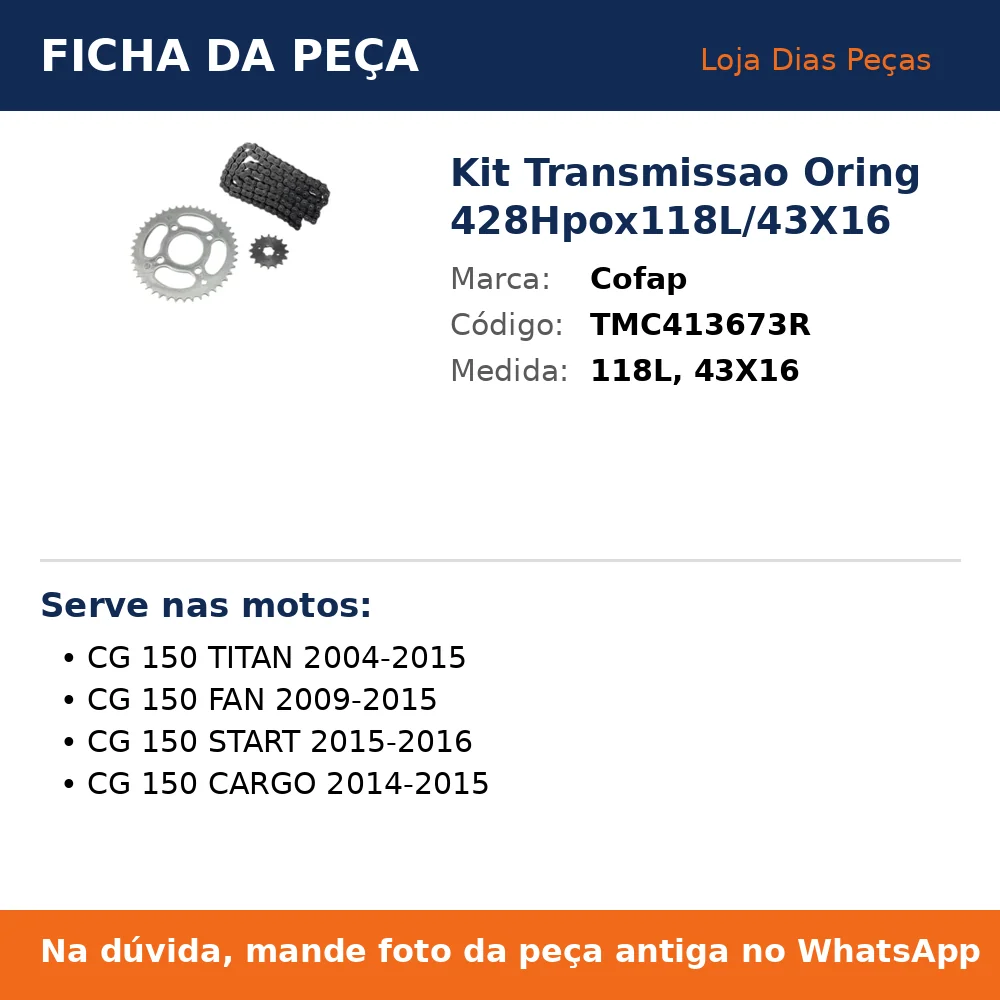 FICHA DA PEÇA
Loja Dias Peças
Kit Transmissao Oring
428Hpox118L/43X16
Marca: Cofap
Código: TMC413673R
Medida: 118L, 43X16
Serve nas motos:
• CG 150 TITAN 2004-2015
• CG 150 FAN 2009-2015
• CG 150 START 2015-2016
• CG 150 CARGO 2014-2015
Na dúvida, mande foto da peça antiga no WhatsApp